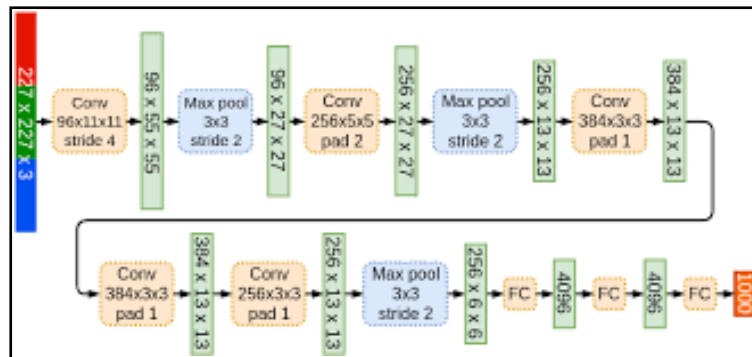 227 x 227 x 3
Conv
96x11x11
stride 4
96 x 55 x 55
Max pool
3x3
stride 2
96 x 27 x 27
Conv
256x5x5
pad 2
256 x 27 x 27
Max pool
3x3
stride 2
256 x 13 x 13
Conv
384x3x3
pad 1
384 x 13 x 13
Conv
384x3x3
pad 1
384 x 13 x 13
Conv
256x3x3
pad 1
256 x 13 x 13
Max pool
3x3
stride 2
256 x 6 x 6
FC
4096
FC
4096
FC
1000